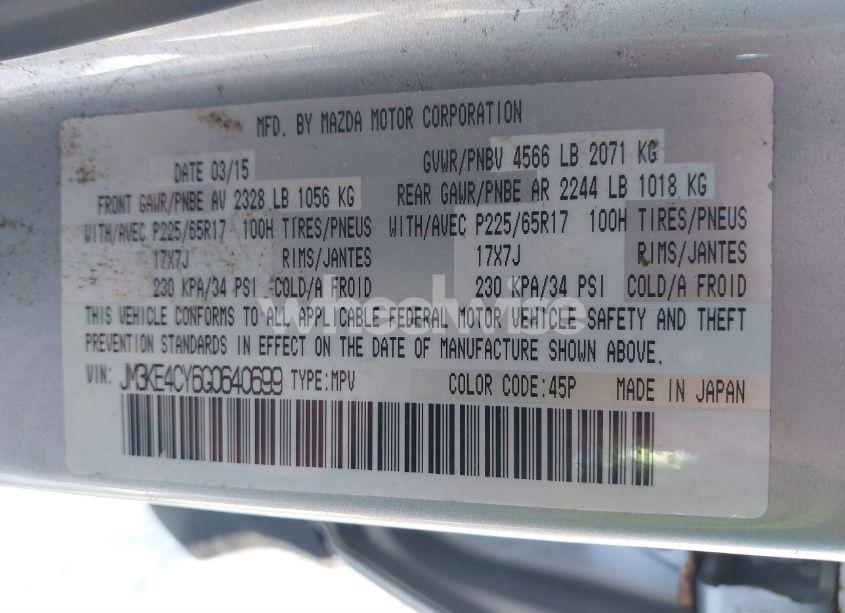 MFD. BY MAZDA MOTOR CORPORATION
DATE 03/15 GVWR/PNBV 4566 LB 2071 KG
FRONT GAWR/PNBE AV 2328 LB 1056 KG REAR GAWR/PNBE AR 2244 LB 1018 KG
WITH/AVEC P225/65R17 100H TIRES/PNEUS WITH/AVEC P225/65R17 100H TIRES/PNEUS
17X7J RIMS/JANTES 17X7J RIMS/JANTES
230 KPA/34 PSI COLD/A FROID 230 KPA/34 PSI COLD/A FROID
wheelwise
THIS VEHICLE CONFORMS TO ALL APPLICABLE FEDERAL MOTOR VEHICLE SAFETY AND THEFT
PREVENTION STANDARDS IN EFFECT ON THE DATE OF MANUFACTURE SHOWN ABOVE.
VIN: JM3KE4CY6G0640699 TYPE:MPV COLOR CODE:45P MADE IN JAPAN